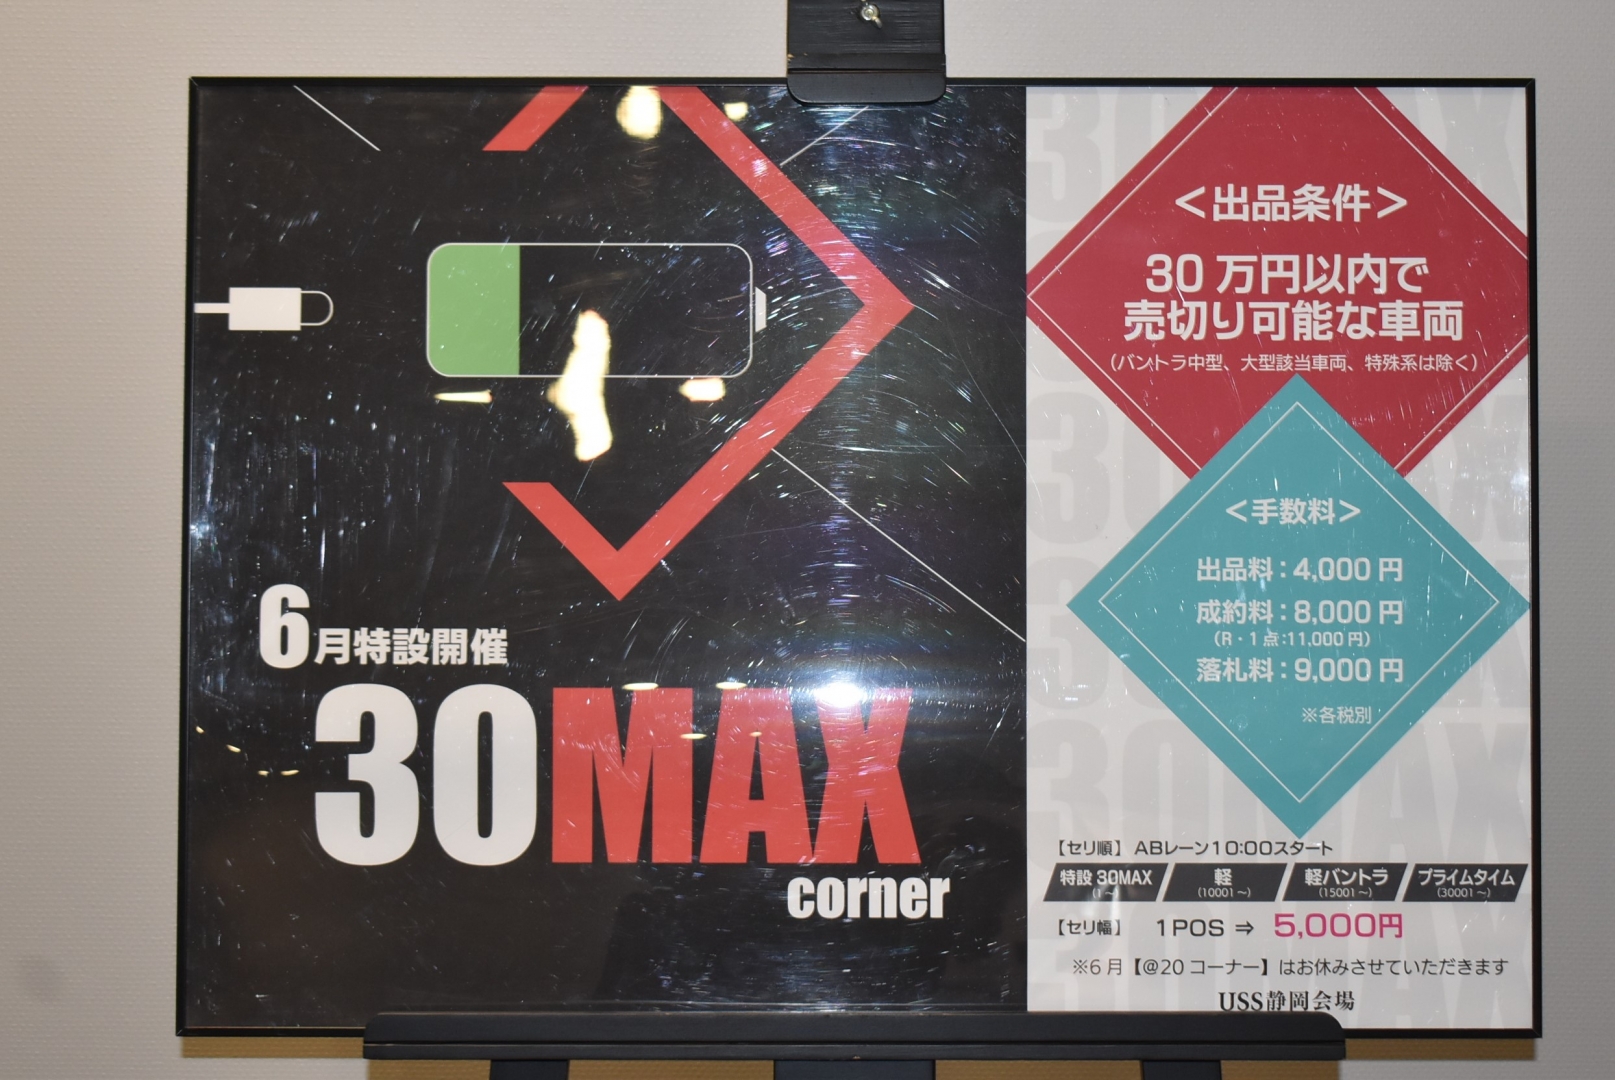 6月特設開催
30MAX
corner
＜出品条件＞
30万円以内で
売切り可能な車両
（バントラ中型、大型該当車両、特殊系は除く）
＜手数料＞
出品料：4,000円
成約料：8,000円
（R・1点：11,000円）
落札料：9,000円
※各税別
【セリ順】 ABレーン10:00スタート
特設 30MAX 軽 軽バントラ プライムタイム
（1～） （10001～） （15001～） （30001～）
【セリ幅】 1POS ⇒ 5,000円
※6月【@20コーナー】はお休みさせていただきます
USS静岡会場